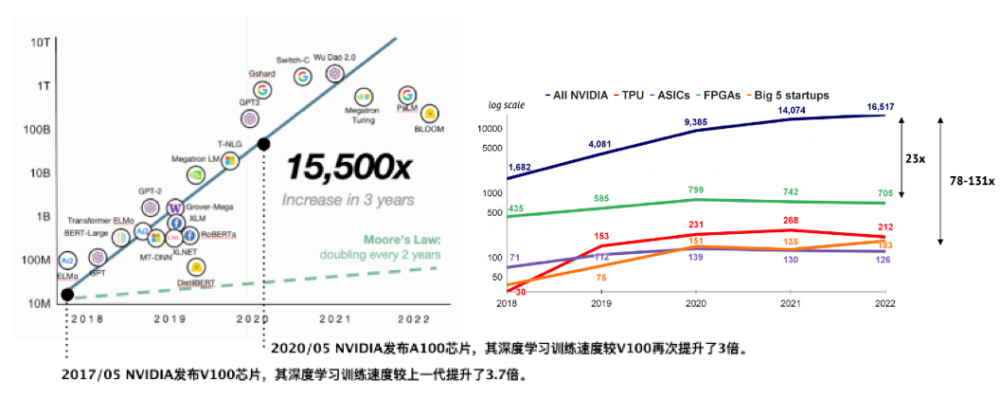 10T
1T
100B
10B
1B
100M
10M
Switch-C
Wu Dao 2.0
Gshard
GPT3
Megatron
Turing
PaLM
BLOOM
T-NLG
Megatron LM
GPT-2
Grover-Mega
Transformer ELMo
XLM
BERT-Large
RoBERTa
MT-DNN
XLNET
ELMo
GPT
DistilBERT
15,500x
Increase in 3 years
Moore's Law:
doubling every 2 years
2018 2019 2020 2021 2022
log scale
All NVIDIA TPU ASICs FPGAs Big 5 startups
10000
5000
1000
500
100
50
1,682 4,081 9,385 14,074 16,517
435 585 799 742 705
30 153 231 268 212
71 112 139 130 126
75 151 135 183
23x
78-131x
2018 2019 2020 2021 2022
2020/05 NVIDIA发布A100芯片，其深度学习训练速度较V100再次提升了3倍。
2017/05 NVIDIA发布V100芯片，其深度学习训练速度较上一代提升了3.7倍。